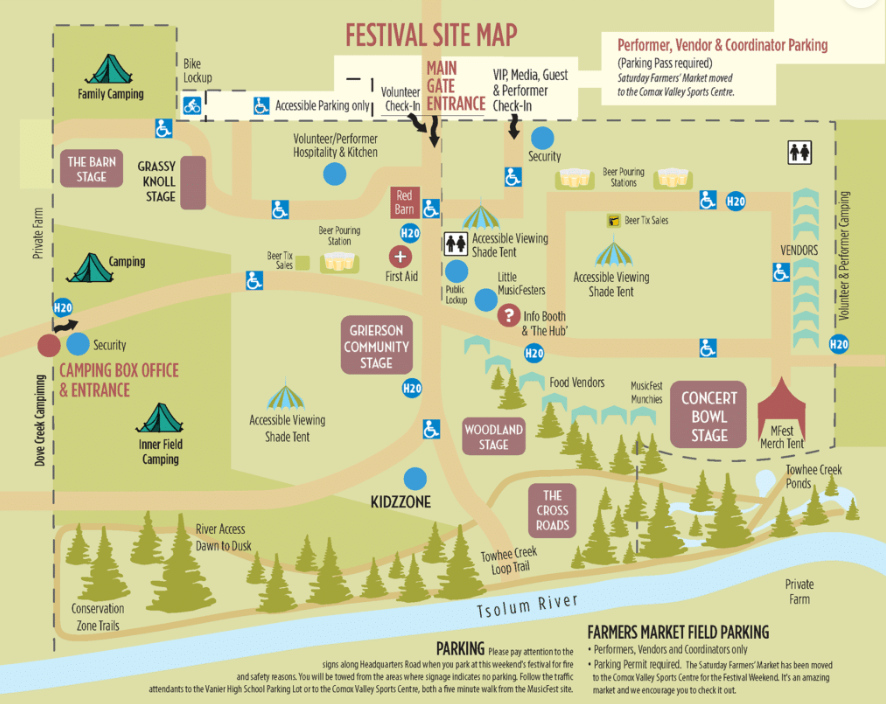 FESTIVAL SITE MAP
Performer, Vendor & Coordinator Parking
(Parking Pass required)
Saturday Farmers' Market moved
to the Comox Valley Sports Centre.
Bike
Lockup
Family Camping
Accessible Parking only
Volunteer
Check-In
MAIN
GATE
ENTRANCE
VIP, Media, Guest
& Performer
Check-In
Volunteer/Performer
Hospitality & Kitchen
Security
THE BARN
STAGE
GRASSY
KNOLL
STAGE
Beer Pouring
Stations
Red
Barn
H20
H20
Beer Tix Sales
Private Farm
Beer Pouring
Station
Beer Tix
Sales
Accessible Viewing
Shade Tent
VENDORS
Volunteer & Performer Camping
Camping
First Aid
Public
Lockup
Little
MusicFesters
Accessible Viewing
Shade Tent
H20
Security
?
Info Booth
& 'The Hub'
H20
H20
GRIERSON
COMMUNITY
STAGE
CAMPING BOX OFFICE
& ENTRANCE
H20
Food Vendors
MusicFest
Munchies
CONCERT
BOWL
STAGE
MFest
Merch Tent
Dove Creek Campimng
Inner Field
Camping
Accessible Viewing
Shade Tent
WOODLAND
STAGE
KIDZZONE
THE
CROSS
ROADS
Towhee Creek
Ponds
River Access
Dawn to Dusk
Towhee Creek
Loop Trail
Conservation
Zone Trails
Tsolum River
Private
Farm
PARKING Please pay attention to the
signs along Headquarters Road when you park at this weekend's festival for fire
and safety reasons. You will be towed from the areas where signage indicates no parking. Follow the traffic
attendants to the Vanier High School Parking Lot or to the Comox Valley Sports Centre, both a five minute walk from the MusicFest site.
FARMERS MARKET FIELD PARKING
• Performers, Vendors and Coordinators only
• Parking Permit required. The Saturday Farmers' Market has been moved
to the Comox Valley Sports Centre for the Festival Weekend. It's an amazing
market and we encourage you to check it out.